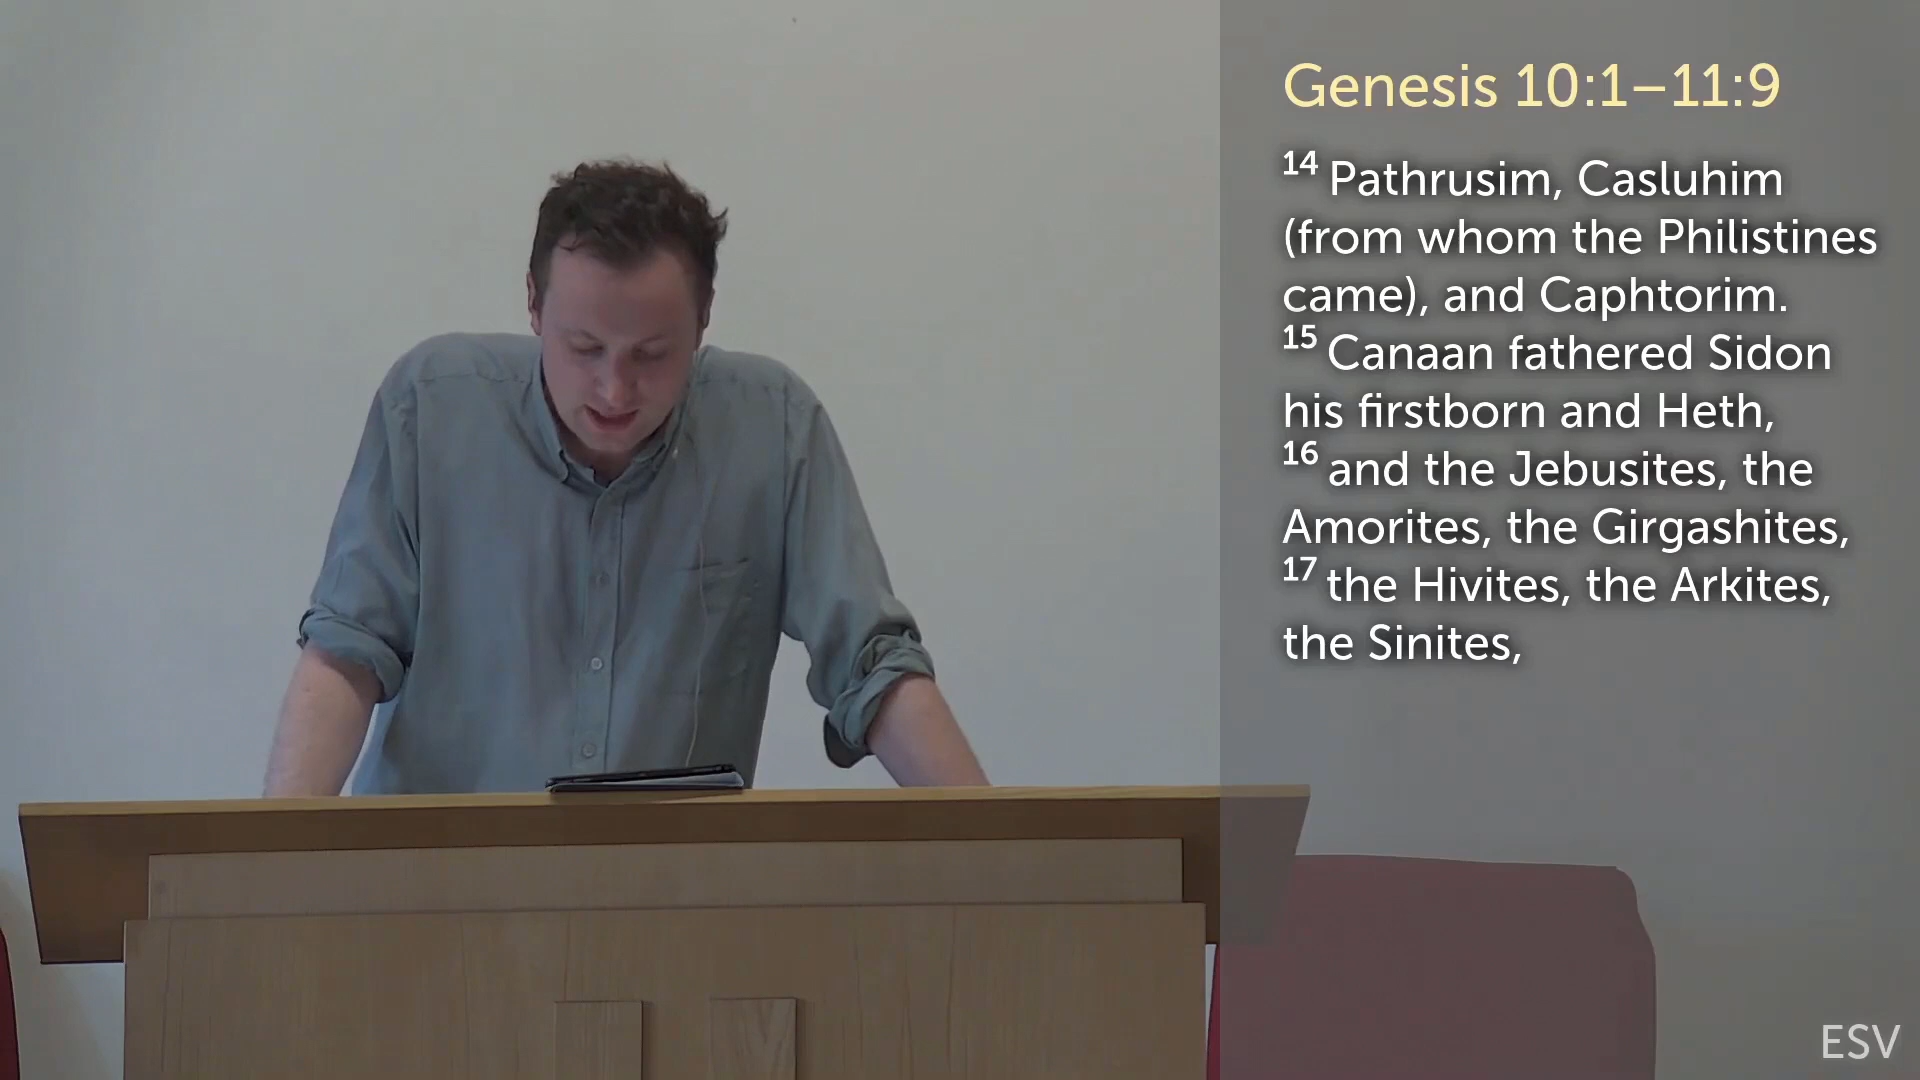 Genesis 10:1–11:9
14 Pathrusim, Casluhim
(from whom the Philistines
came), and Caphtorim.
15 Canaan fathered Sidon
his firstborn and Heth,
16 and the Jebusites, the
Amorites, the Girgashites,
17 the Hivites, the Arkites,
the Sinites,
ESV